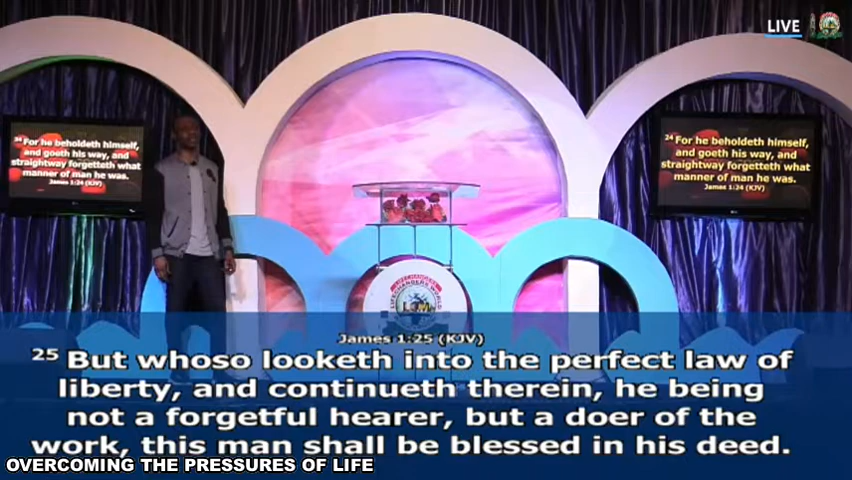 LIVE
24 For he beholdeth himself,
and goeth his way, and
straightway forgetteth what
manner of man he was.
James 1:24 (KJV)
24 For he beholdeth himself,
and goeth his way, and
straightway forgetteth what
manner of man he was.
James 1:24 (KJV)
LIFECHANGERS WORLD
James 1:25 (KJV)
25 But whoso looketh into the perfect law of
liberty, and continueth therein, he being
not a forgetful hearer, but a doer of the
work, this man shall be blessed in his deed.
OVERCOMING THE PRESSURES OF LIFE